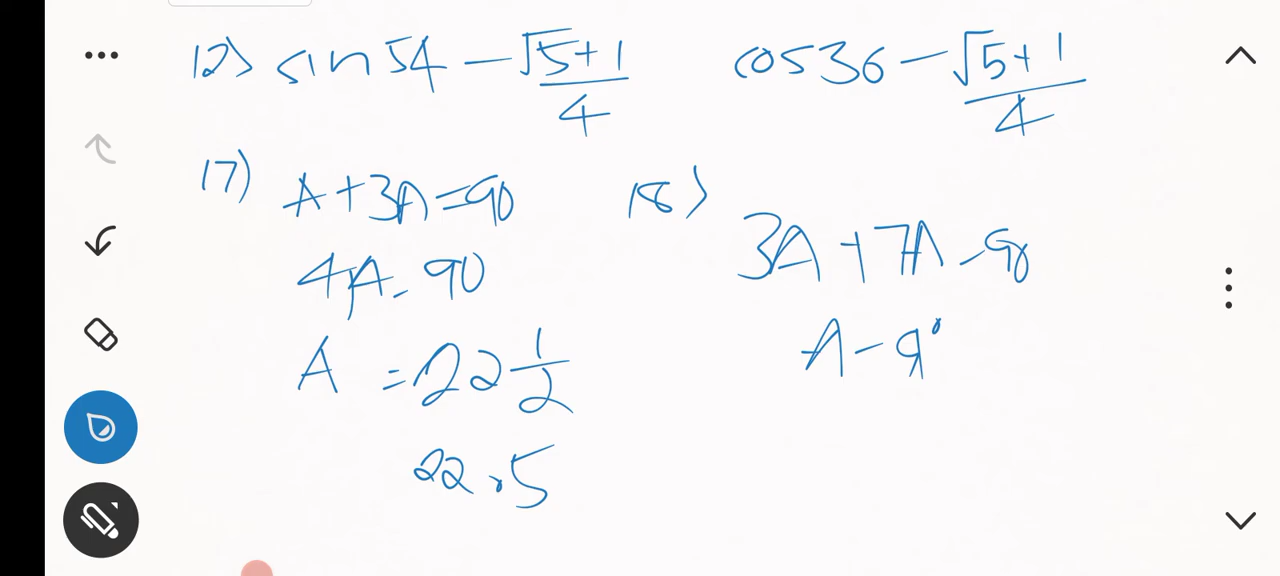 12) sin 54 - √5+1/4 cos 36 - √5+1/4
17) A+3A=90
4A - 90
A = 22 1/2
22.5
18) 3A + 7A - 90
A - 9°